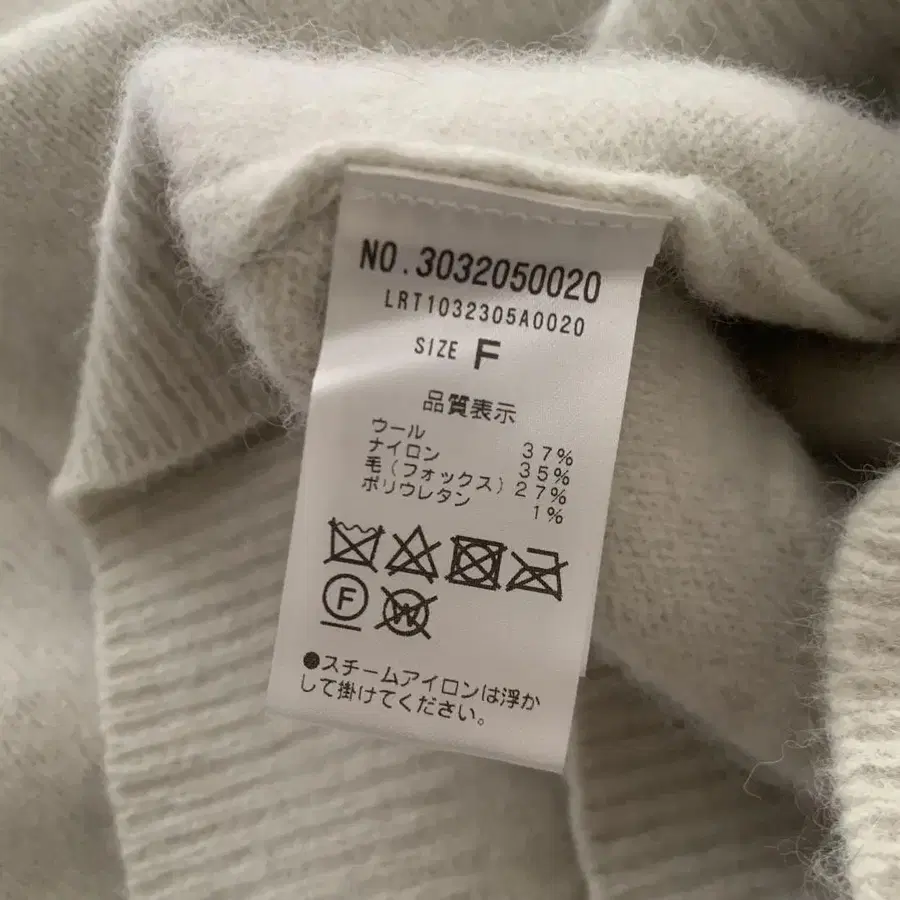 NO.3032050020
LRT1032305A0020
SIZE F
品質表示
ウール 37%
ナイロン 35%
毛(フォックス) 27%
ポリウレタン 1%
F W
●スチームアイロンは浮か
して掛けてください。